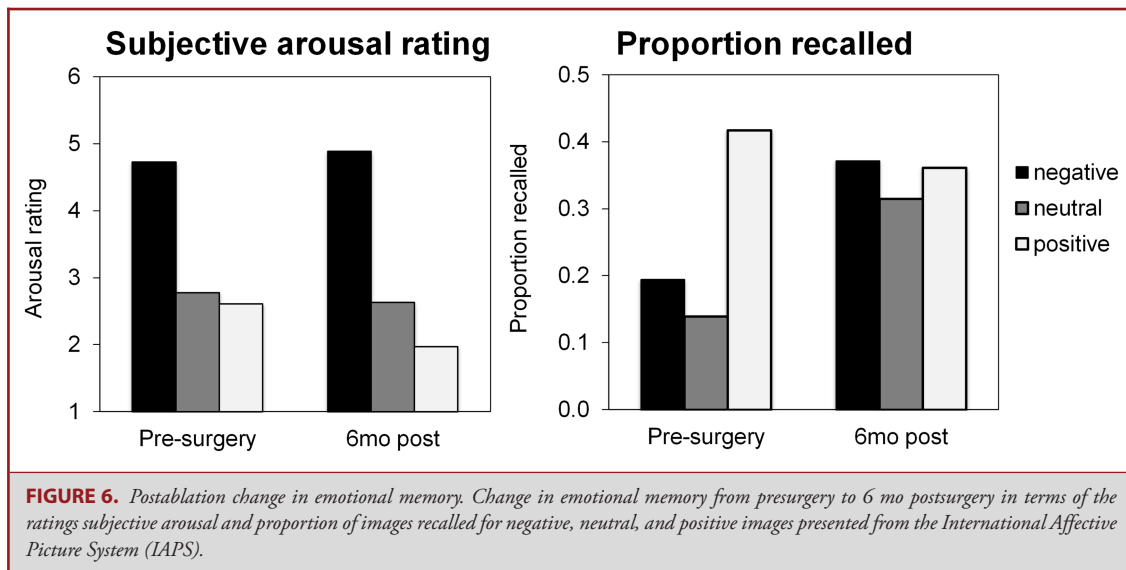 Subjective arousal rating
6
5
4
3
2
1
Arousal rating
Pre-surgery
6mo post
Proportion recalled
0.5
0.4
0.3
0.2
0.1
0.0
Proportion recalled
Pre-surgery
6mo post
negative
neutral
positive
FIGURE 6. Postablation change in emotional memory. Change in emotional memory from presurgery to 6 mo postsurgery in terms of the
ratings subjective arousal and proportion of images recalled for negative, neutral, and positive images presented from the International Affective
Picture System (IAPS).